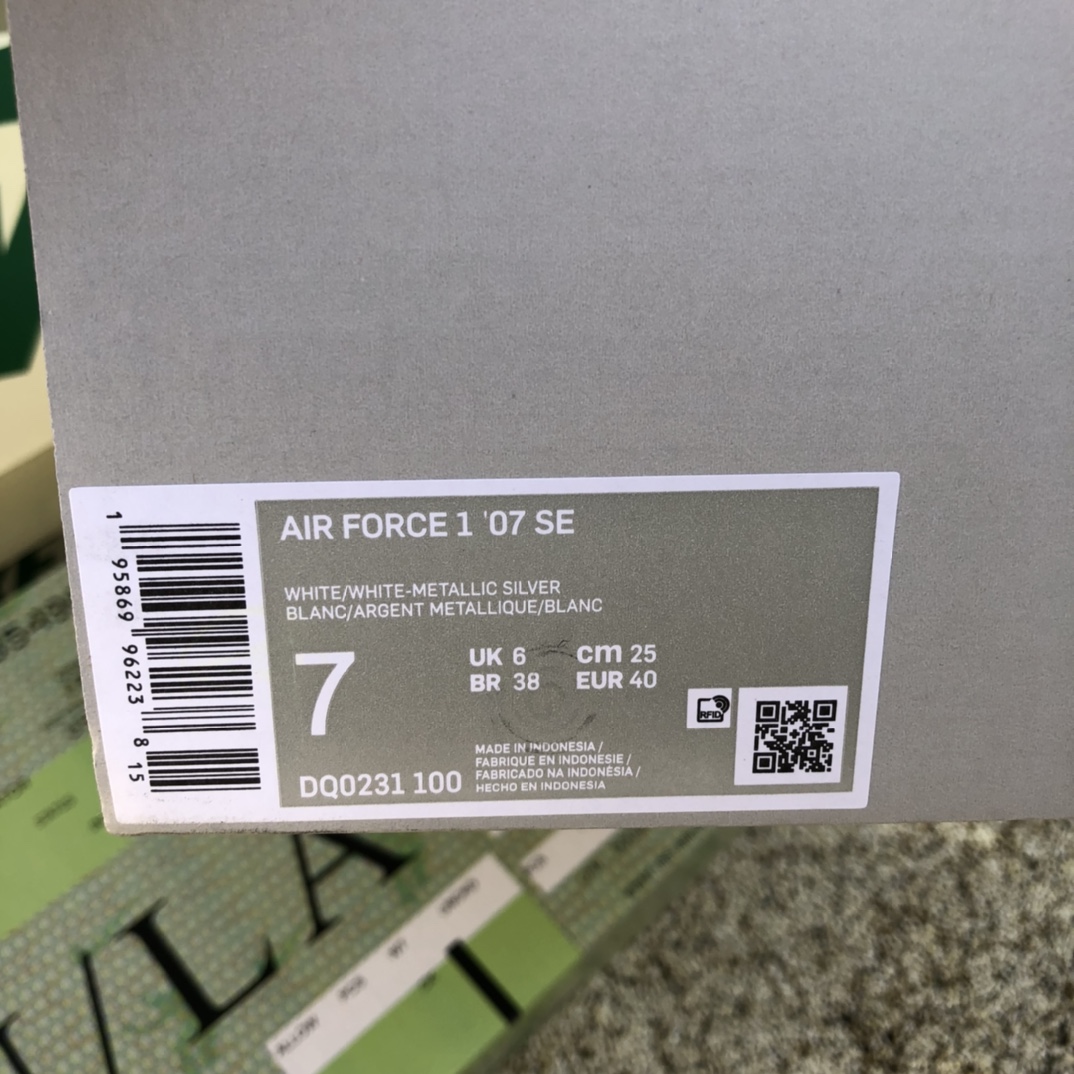 AIR FORCE 1 '07 SE
WHITE/WHITE-METALLIC SILVER
BLANC/ARGENT METALLIQUE/BLANC
7
UK 6 cm 25
BR 38 EUR 40
RFID
MADE IN INDONESIA /
FABRIQUE EN INDONESIE /
FABRICADO NA INDONÉSIA /
HECHO EN INDONESIA
DQ0231 100
1 95869 96223 8 15
VLA